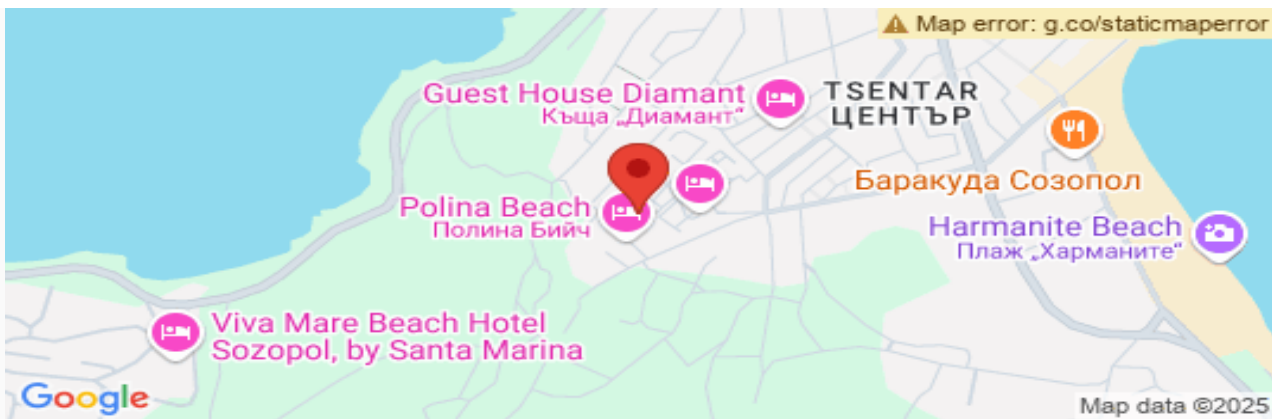 Map error: g.co/staticmaperror
Guest House Diamant
Къща „Диамант“
TSENTAR
ЦЕНТЪР
Баракуда Созопол
Polina Beach
Полина Бийч
Harmanite Beach
Плаж „Харманите“
Viva Mare Beach Hotel
Sozopol, by Santa Marina
Google
Map data ©2025